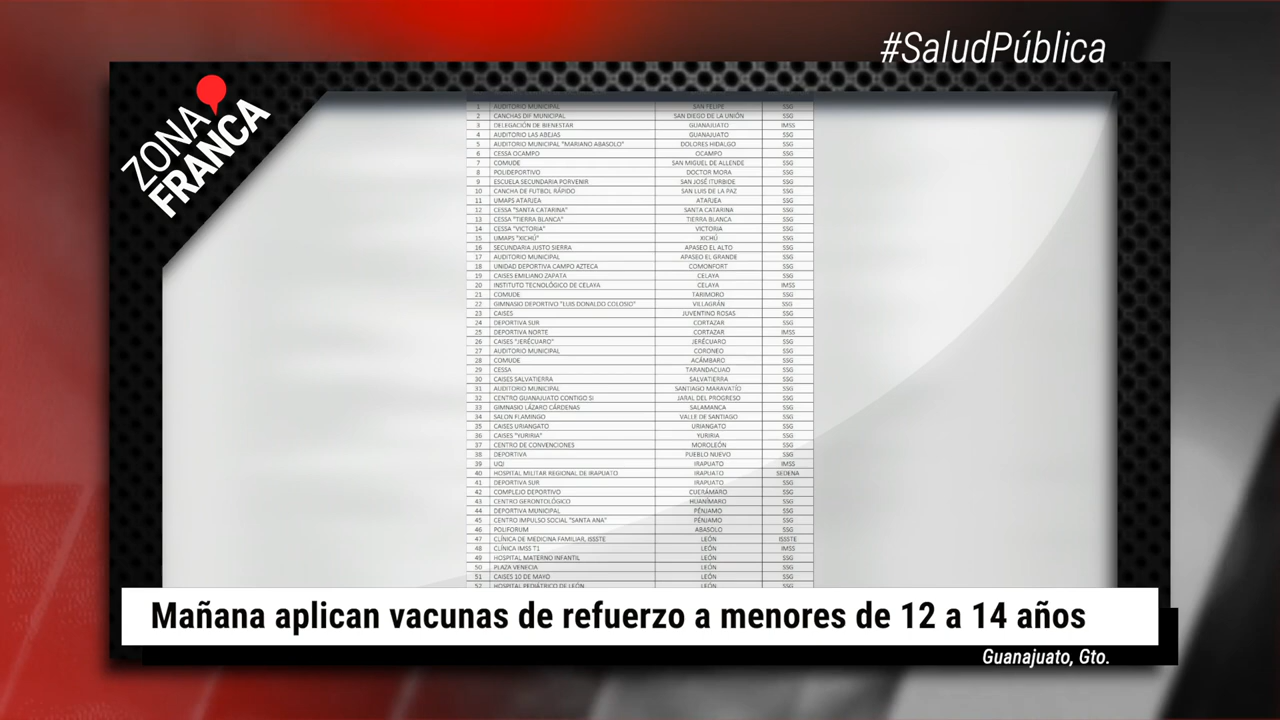 #SaludPública
ZONA
FRANCA
1 AUDITORIO MUNICIPAL SAN FELIPE SSG
2 CANCHAS DIF MUNICIPAL SAN DIEGO DE LA UNIÓN SSG
3 DELEGACIÓN DE BIENESTAR GUANAJUATO IMSS
4 AUDITORIO LAS ABEJAS GUANAJUATO SSG
5 AUDITORIO MUNICIPAL "MARIANO ABASOLO" DOLORES HIDALGO SSG
6 CESSA OCAMPO OCAMPO SSG
7 COMUDE SAN MIGUEL DE ALLENDE SSG
8 POLIDEPORTIVO DOCTOR MORA SSG
9 ESCUELA SECUNDARIA PORVENIR SAN JOSÉ ITURBIDE SSG
10 CANCHA DE FUTBOL RÁPIDO SAN LUIS DE LA PAZ SSG
11 UMAPS ATARJEA ATARJEA SSG
12 CESSA "SANTA CATARINA" SANTA CATARINA SSG
13 CESSA "TIERRA BLANCA" TIERRA BLANCA SSG
14 CESSA "VICTORIA" VICTORIA SSG
15 UMAPS "XICHÚ" XICHÚ SSG
16 SECUNDARIA JUSTO SIERRA APASEO EL ALTO SSG
17 AUDITORIO MUNICIPAL APASEO EL GRANDE SSG
18 UNIDAD DEPORTIVA CAMPO AZTECA COMONFORT SSG
19 CAISES EMILIANO ZAPATA CELAYA SSG
20 INSTITUTO TECNOLÓGICO DE CELAYA CELAYA IMSS
21 COMUDE TARIMORO SSG
22 GIMNASIO DEPORTIVO "LUIS DONALDO COLOSIO" VILLAGRÁN SSG
23 CAISES JUVENTINO ROSAS SSG
24 DEPORTIVA SUR CORTAZAR SSG
25 DEPORTIVA NORTE CORTAZAR IMSS
26 CAISES "JERÉCUARO" JERÉCUARO SSG
27 AUDITORIO MUNICIPAL CORONEO SSG
28 COMUDE ACÁMBARO SSG
29 CESSA TARANDACUAO SSG
30 CAISES SALVATIERRA SALVATIERRA SSG
31 AUDITORIO MUNICIPAL SANTIAGO MARAVATÍO SSG
32 CENTRO GUANAJUATO CONTIGO SI JARAL DEL PROGRESO SSG
33 GIMNASIO LÁZARO CÁRDENAS SALAMANCA SSG
34 SALON FLAMINGO VALLE DE SANTIAGO SSG
35 CAISES URIANGATO URIANGATO SSG
36 CAISES "YURIRIA" YURIRIA SSG
37 CENTRO DE CONVENCIONES MOROLEÓN SSG
38 DEPORTIVA PUEBLO NUEVO SSG
39 UQI IRAPUATO IMSS
40 HOSPITAL MILITAR REGIONAL DE IRAPUATO IRAPUATO SEDENA
41 DEPORTIVA SUR IRAPUATO SSG
42 COMPLEJO DEPORTIVO CUERÁMARO SSG
43 CENTRO GERONTOLÓGICO HUANÍMARO SSG
44 DEPORTIVA MUNICIPAL PÉNJAMO SSG
45 CENTRO IMPULSO SOCIAL "SANTA ANA" PÉNJAMO SSG
46 POLIFORUM ABASOLO SSG
47 CLÍNICA DE MEDICINA FAMILIAR, ISSSTE LEÓN ISSSTE
48 CLÍNICA IMSS T1 LEÓN IMSS
49 HOSPITAL MATERNO INFANTIL LEÓN SSG
50 PLAZA VENECIA LEÓN SSG
51 CAISES 10 DE MAYO LEÓN SSG
52 HOSPITAL PEDIÁTRICO DE LEÓN LEÓN SSG
Mañana aplican vacunas de refuerzo a menores de 12 a 14 años
Guanajuato, Gto.